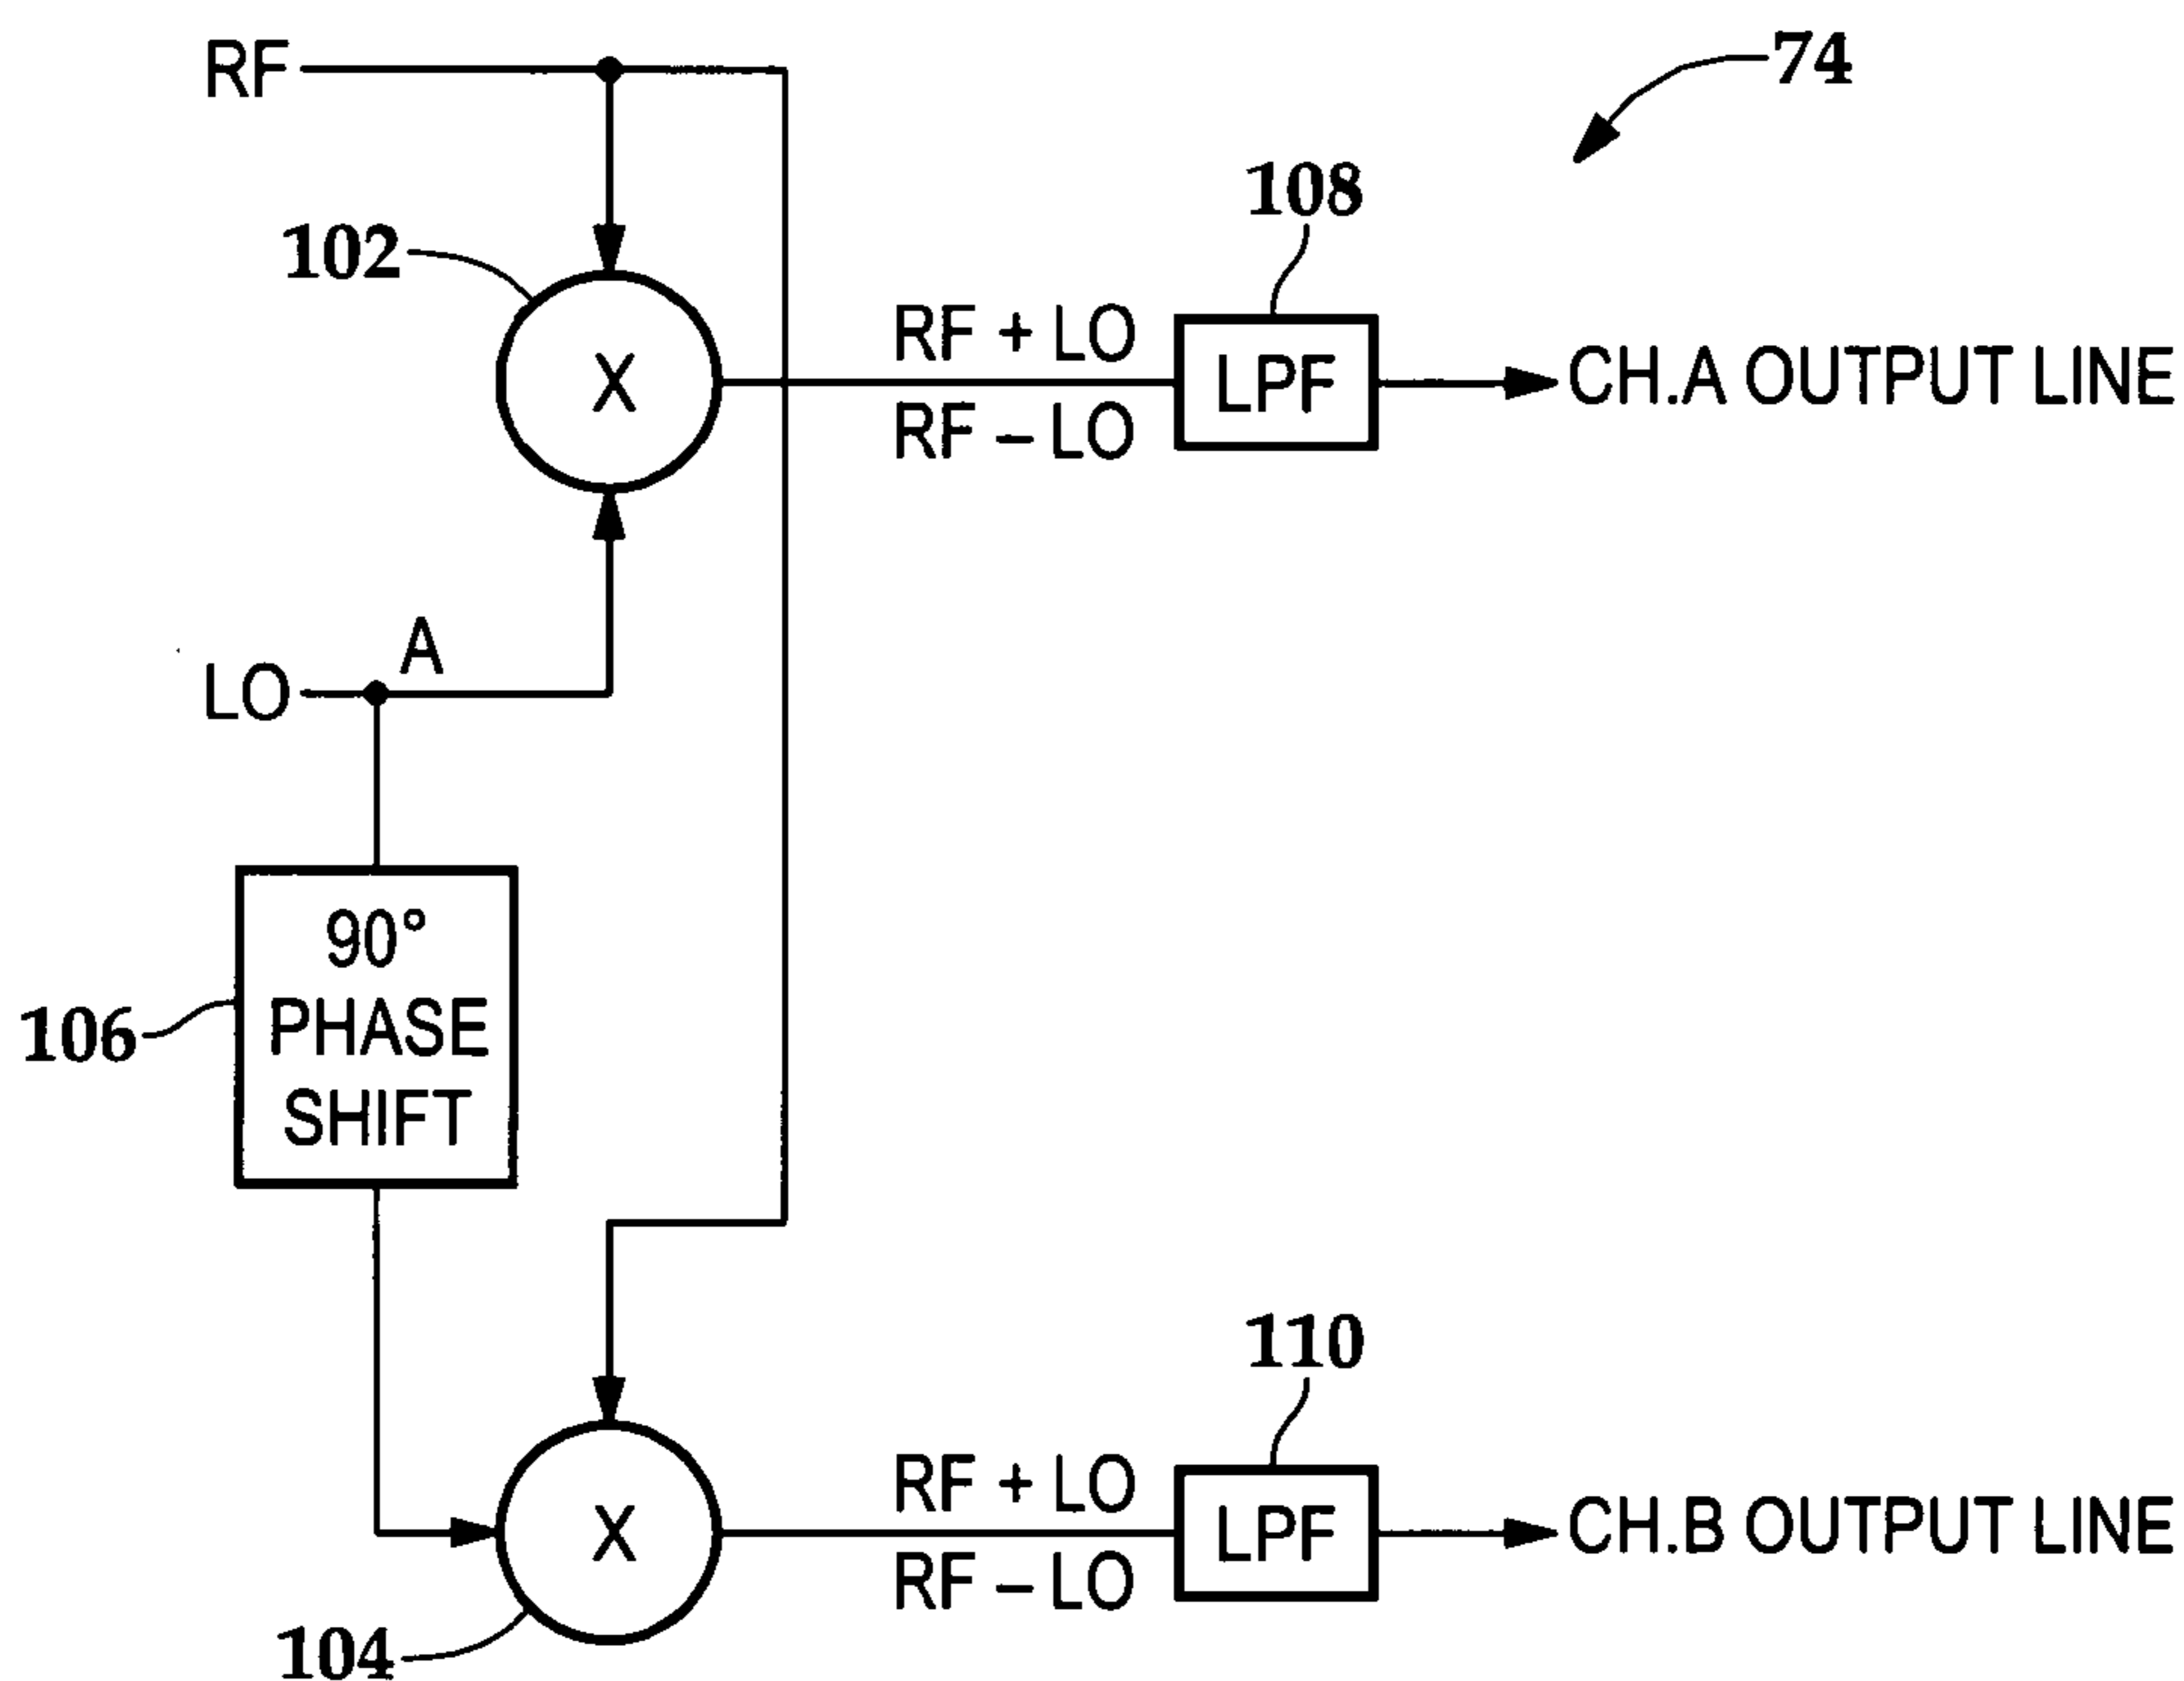 RF
74
108
102
RF + LO
X
LPF
CH.A OUTPUT LINE
RF – LO
A
LO
90°
PHASE
SHIFT
106
110
RF + LO
X
LPF
CH.B OUTPUT LINE
RF – LO
104